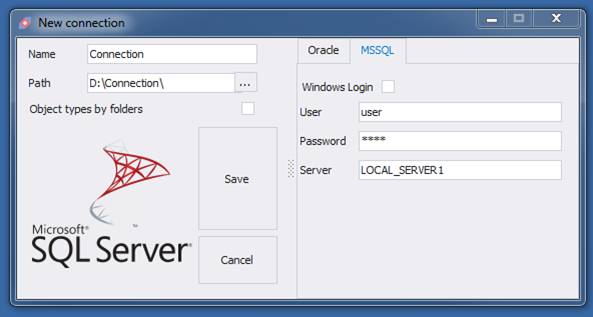 New connection
Name Connection
Path D:\Connection\ ...
Object types by folders
Microsoft®
SQL Server®
Save
Cancel
Oracle MSSQL
Windows Login
User user
Password ****
Server LOCAL_SERVER1